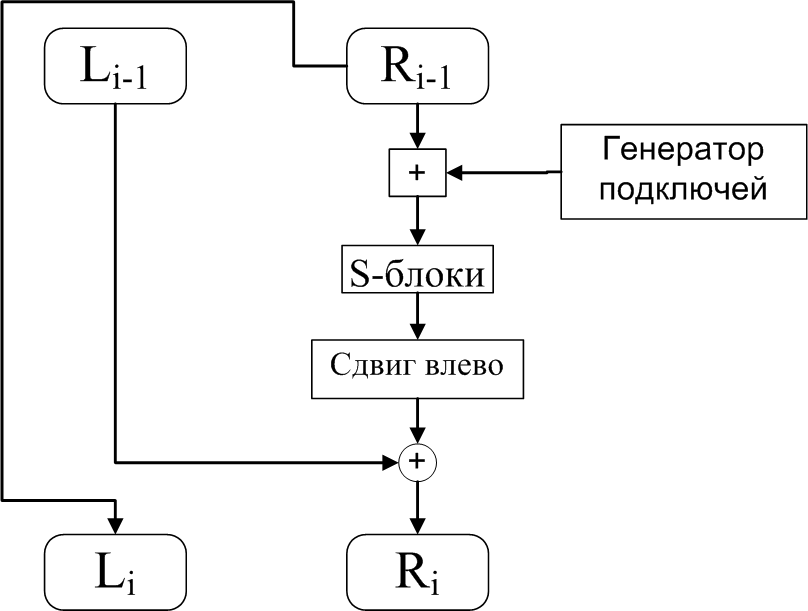 L i-1
R i-1
+
Генератор
подключей
S-блоки
Сдвиг влево
+
L i
R i